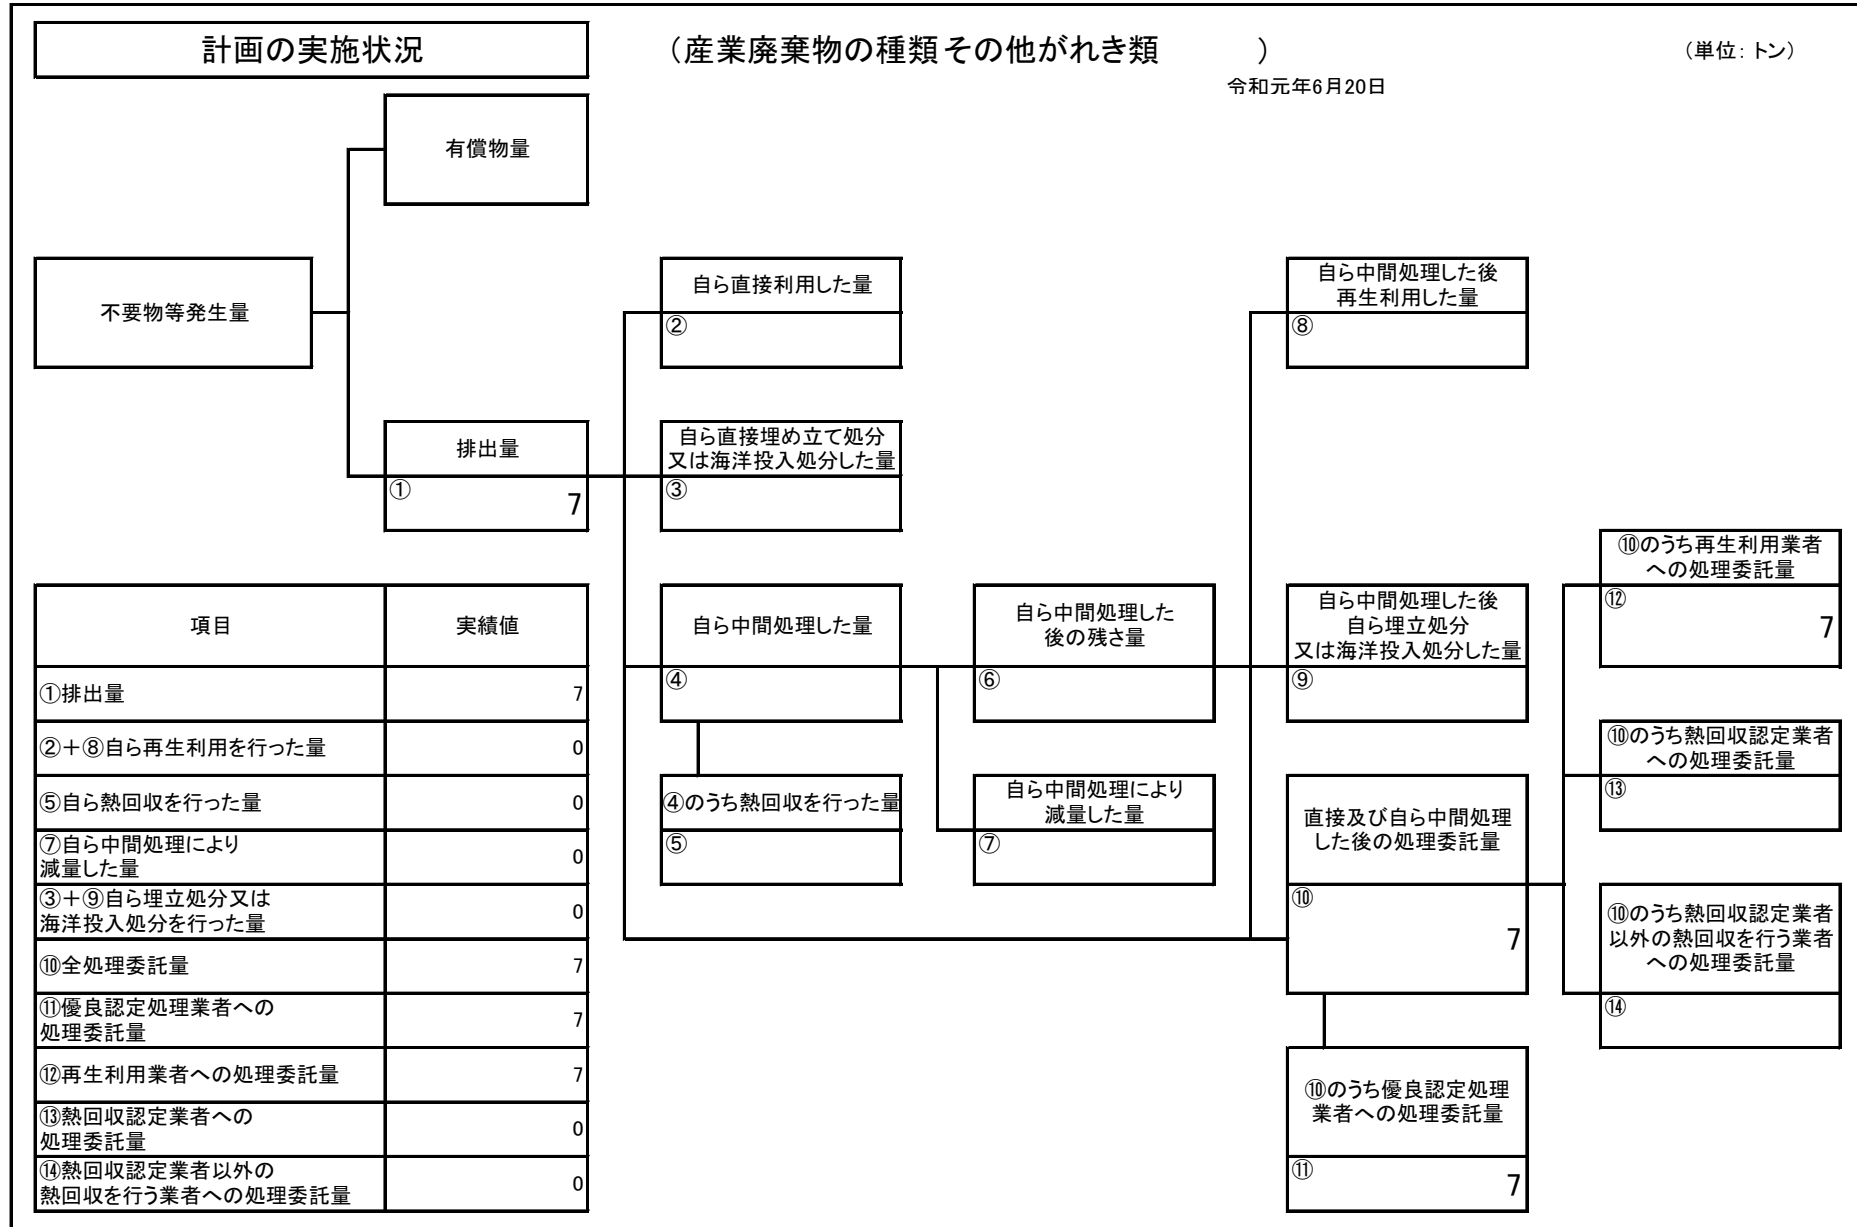 計画の実施状況
（産業廃棄物の種類その他がれき類　　　）
（単位：トン）
令和元年6月20日
有償物量
不要物等発生量
自ら直接利用した量
②
自ら中間処理した後
再生利用した量
⑧
排出量
①
7
自ら直接埋め立て処分
又は海洋投入処分した量
③
⑩のうち再生利用業者
への処理委託量
⑫
7
自ら中間処理した量
④
自ら中間処理した
後の残さ量
⑥
自ら中間処理した後
自ら埋立処分
又は海洋投入処分した量
⑨
⑩のうち熱回収認定業者
への処理委託量
⑬
④のうち熱回収を行った量
⑤
自ら中間処理により
減量した量
⑦
直接及び自ら中間処理
した後の処理委託量
⑩
7
⑩のうち熱回収認定業者
以外の熱回収を行う業者
への処理委託量
⑭
⑩のうち優良認定処理
業者への処理委託量
⑪
7
項目 実績値
①排出量 7
②＋⑧自ら再生利用を行った量 0
⑤自ら熱回収を行った量 0
⑦自ら中間処理により
減量した量 0
③＋⑨自ら埋立処分又は
海洋投入処分を行った量 0
⑩全処理委託量 7
⑪優良認定処理業者への
処理委託量 7
⑫再生利用業者への処理委託量 7
⑬熱回収認定業者への
処理委託量 0
⑭熱回収認定業者以外の
熱回収を行う業者への処理委託量 0